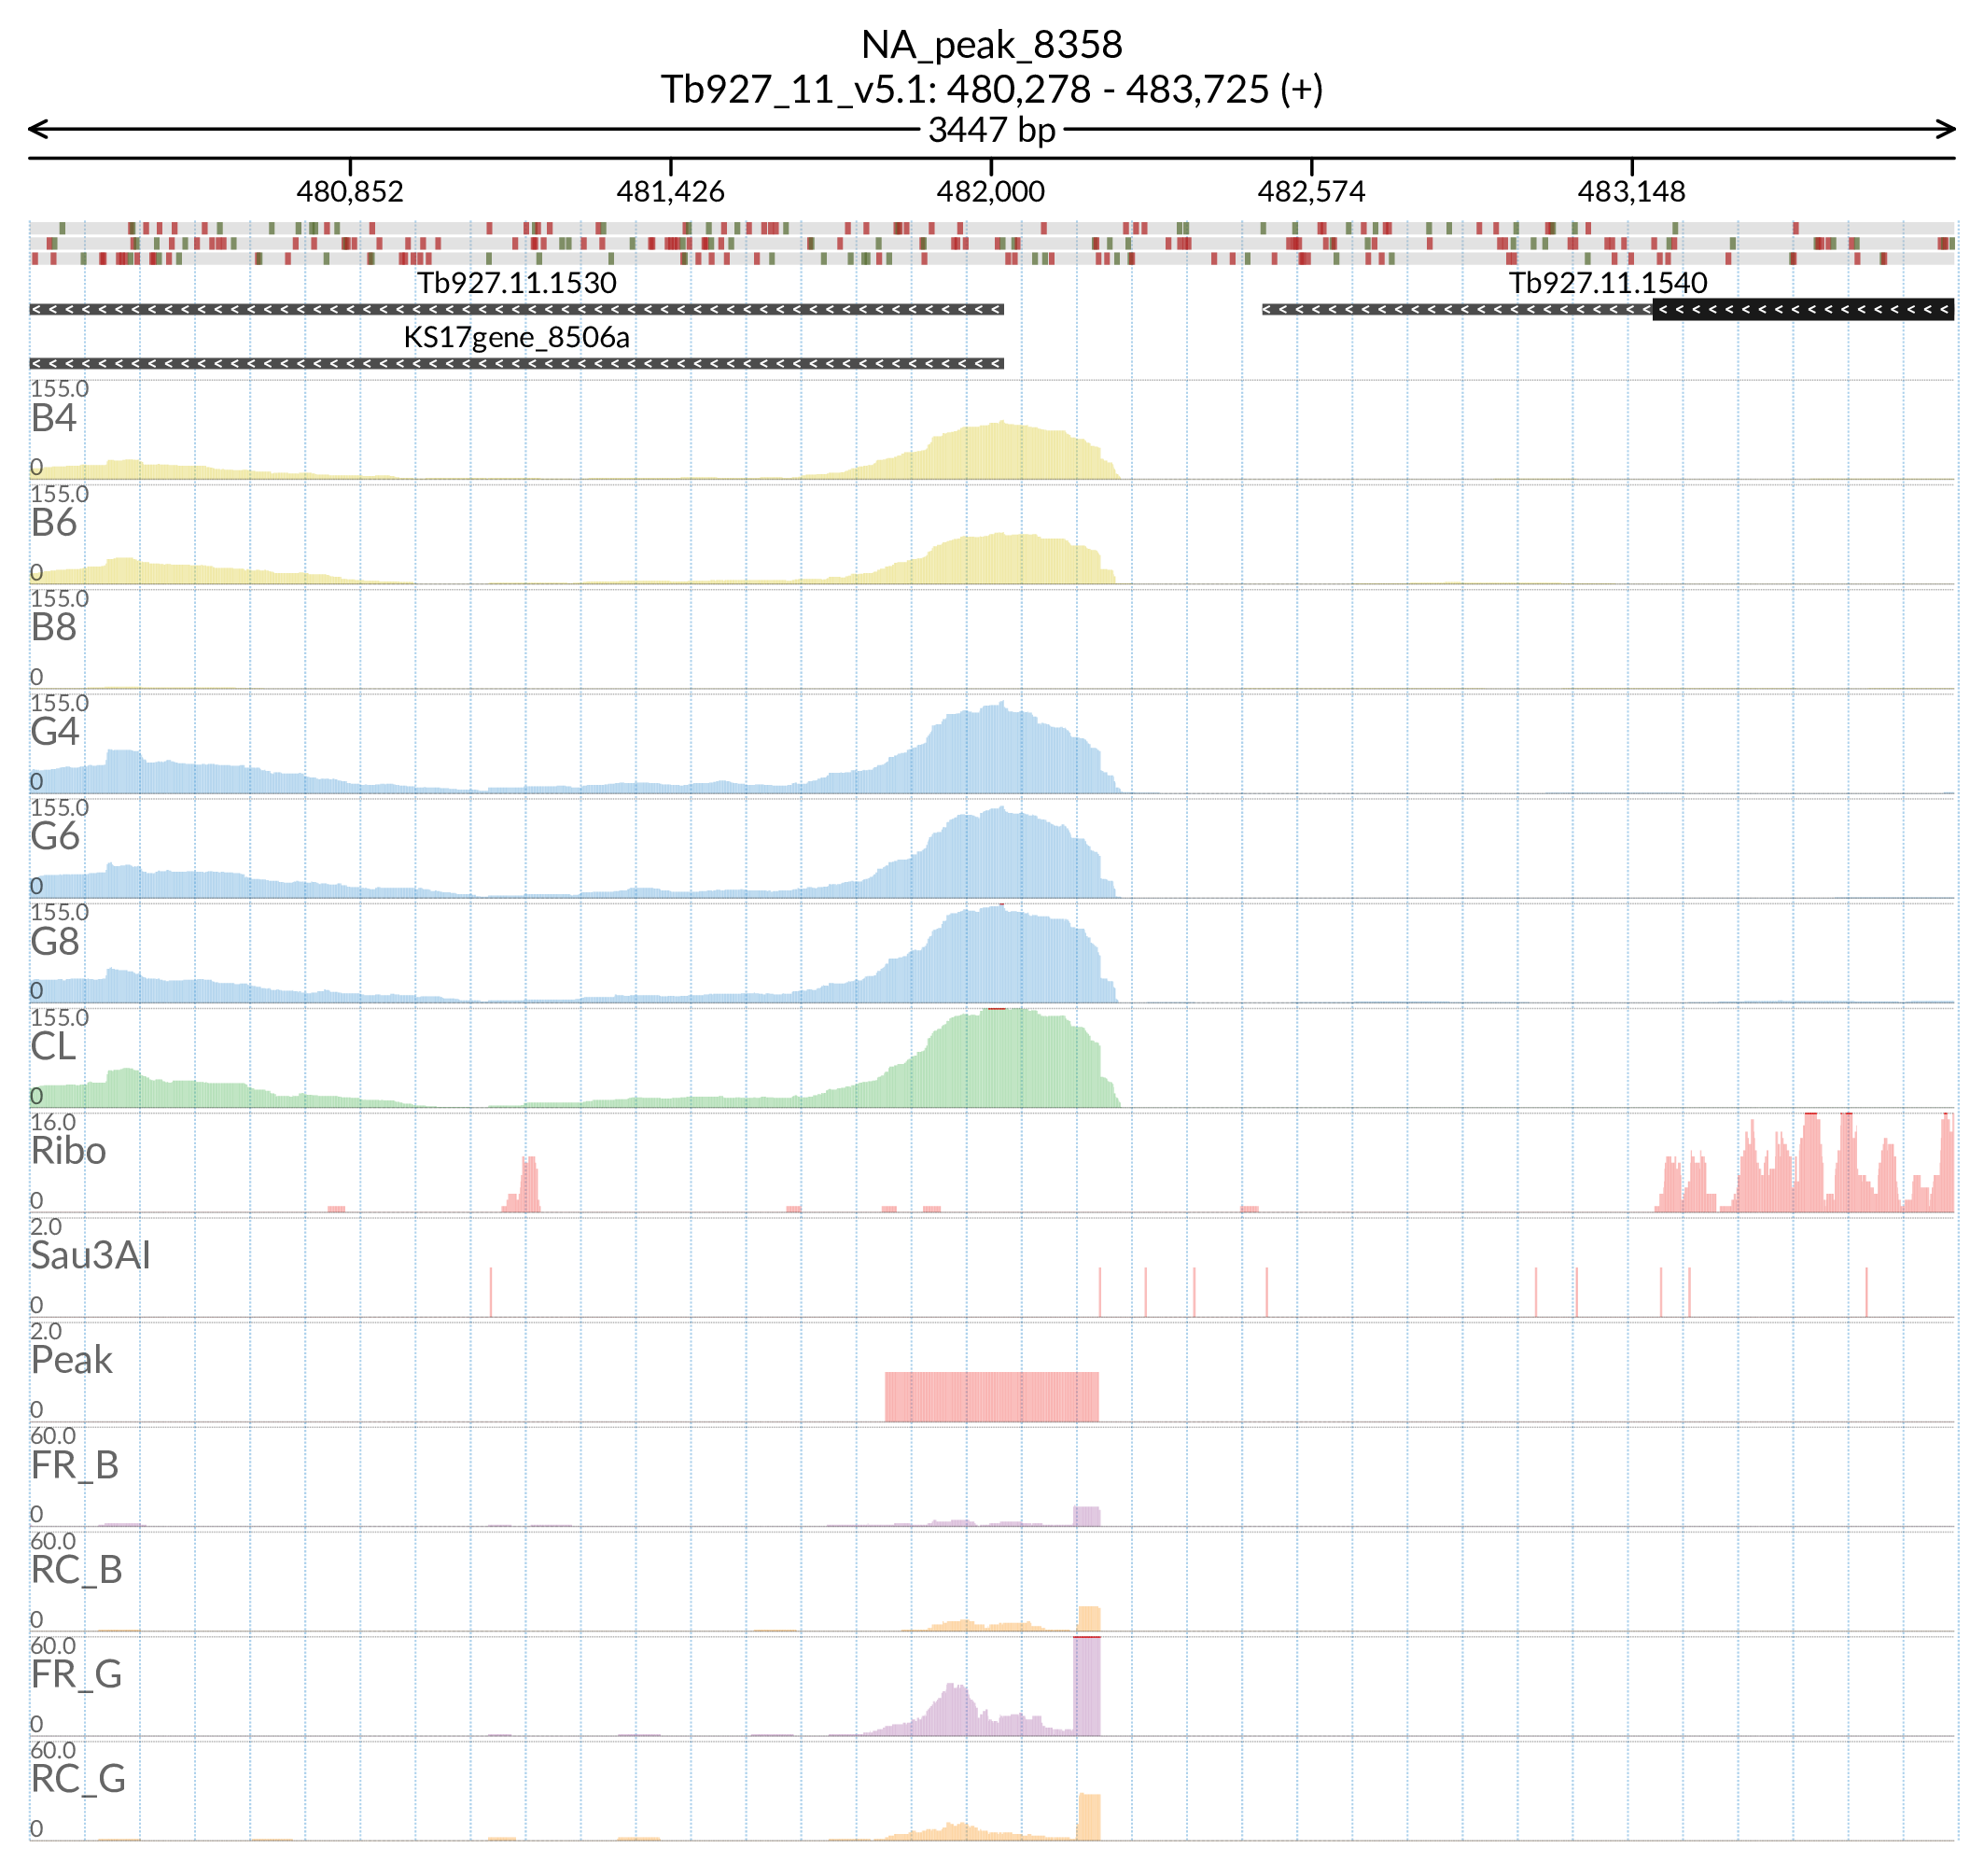 NA_peak_8358
Tb927_11_v5.1: 480,278 - 483,725 (+)
3447 bp
480,852 481,426 482,000 482,574 483,148
Tb927.11.1530 Tb927.11.1540
KS17gene_8506a
155.0
B4
0
155.0
B6
0
155.0
B8
0
155.0
G4
0
155.0
G6
0
155.0
G8
0
155.0
CL
0
16.0
Ribo
0
2.0
Sau3AI
0
2.0
Peak
0
60.0
FR_B
0
60.0
RC_B
0
60.0
FR_G
0
60.0
RC_G
0